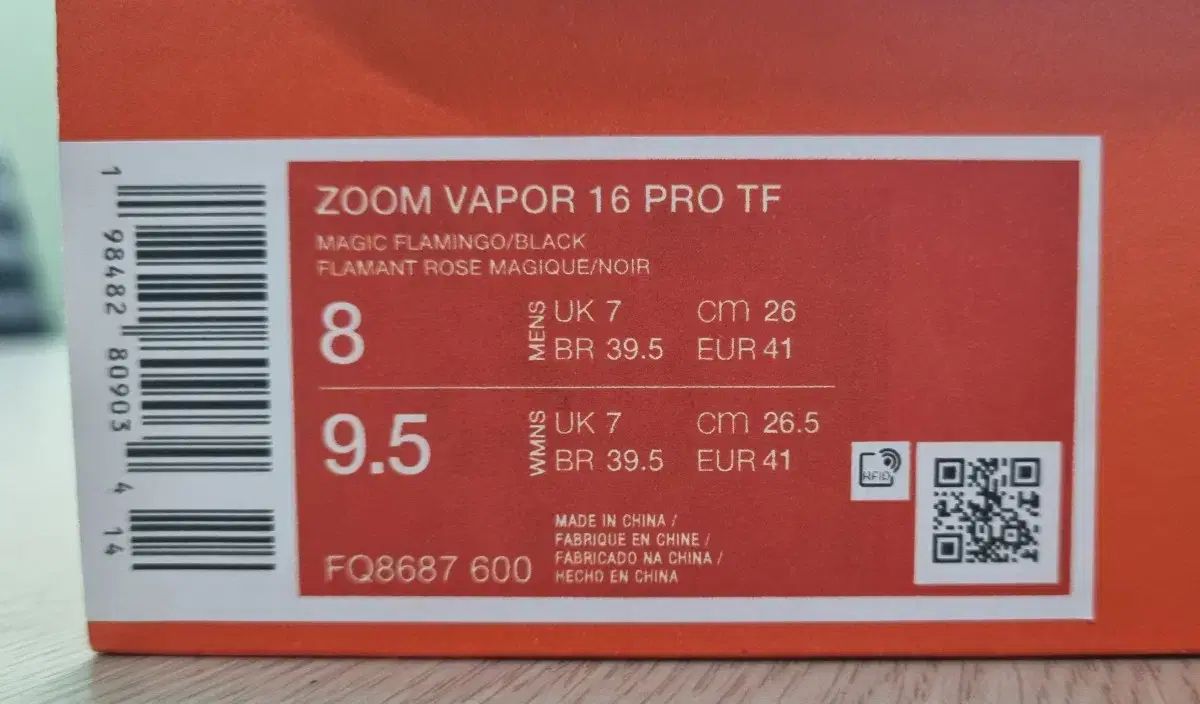 1 98482 80903 4 14
ZOOM VAPOR 16 PRO TF
MAGIC FLAMINGO/BLACK
FLAMANT ROSE MAGIQUE/NOIR
8
MENS
UK 7 cm 26
BR 39.5 EUR 41
9.5
WMNS
UK 7 cm 26.5
BR 39.5 EUR 41
RFID
FQ8687 600
MADE IN CHINA /
FABRIQUE EN CHINE /
FABRICADO NA CHINA /
HECHO EN CHINA